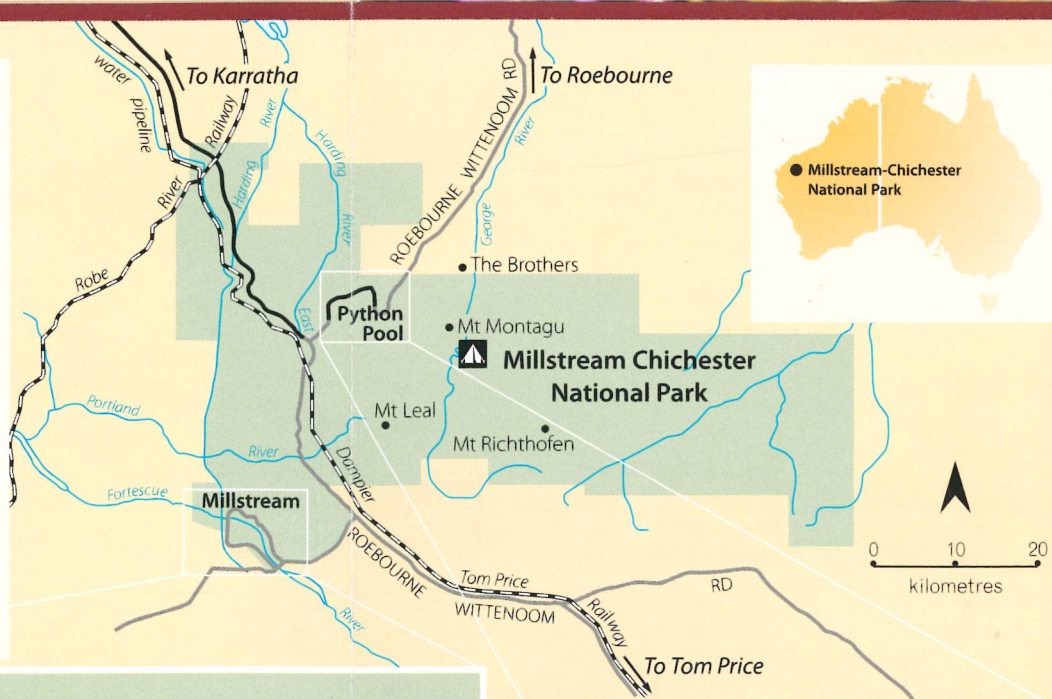 To Karratha
To Roebourne
water
pipeline
Railway
River
Harding
River
Harding
River
East
ROEBOURNE WITTENOOM RD
River
George
Millstream-Chichester
National Park
Robe
River
The Brothers
Python
Pool
Mt Montagu
Millstream Chichester
National Park
Mt Leal
Mt Richthofen
Portland
River
Dampier
Fortescue
Millstream
ROEBOURNE
WITTENOOM
RD
Tom Price
Railway
River
To Tom Price
0 10 20
kilometres